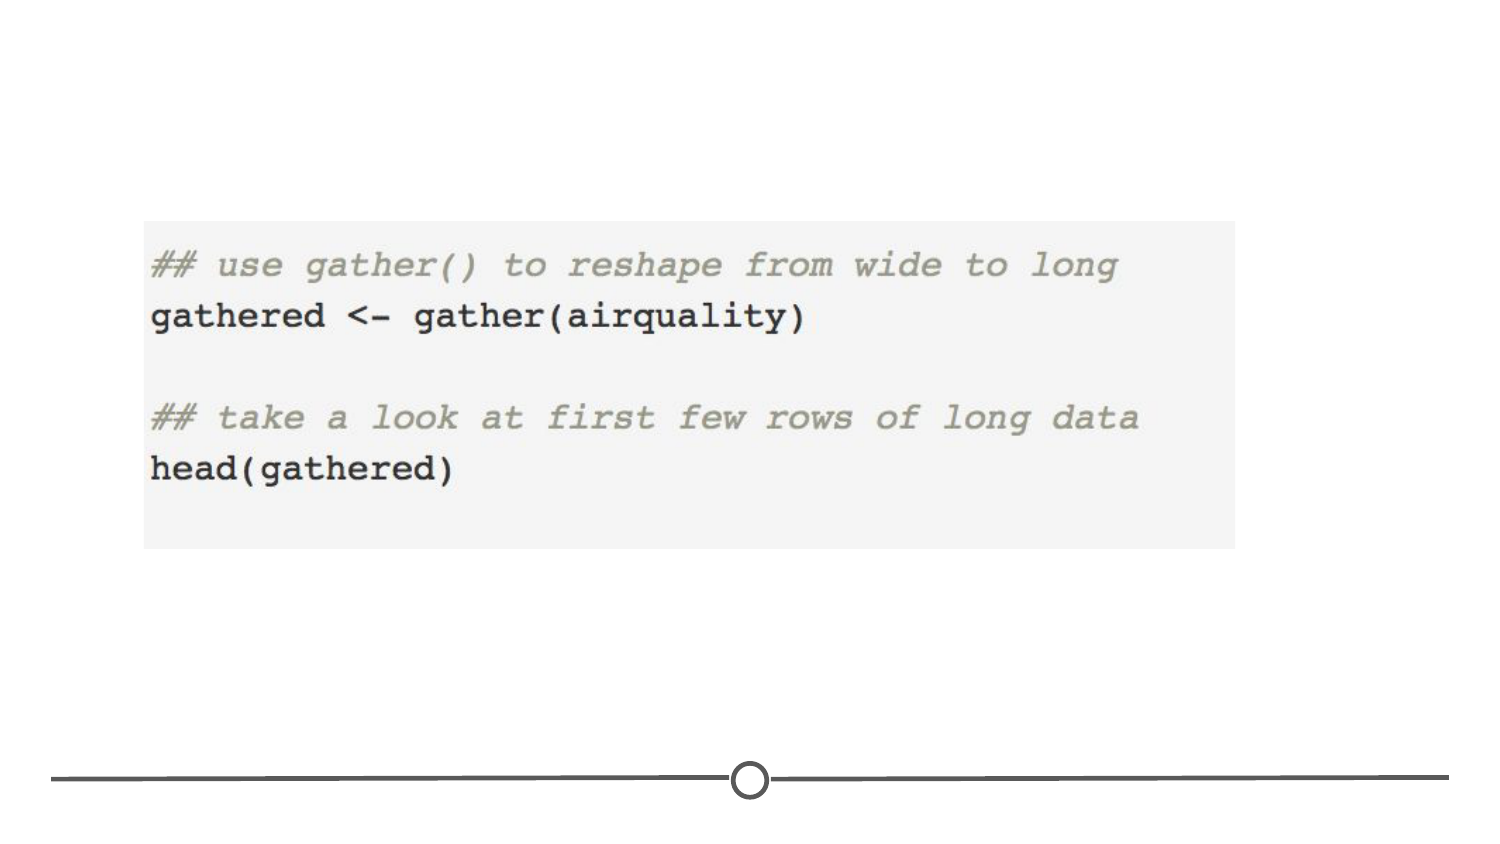 ## use gather() to reshape from wide to long
gathered <- gather(airquality)
## take a look at first few rows of long data
head(gathered)